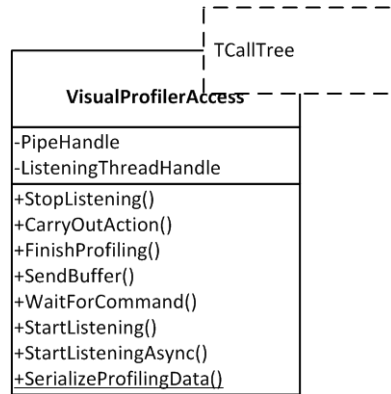 TCallTree
VisualProfilerAccess
-PipeHandle
-ListeningThreadHandle
+StopListening()
+CarryOutAction()
+FinishProfiling()
+SendBuffer()
+WaitForCommand()
+StartListening()
+StartListeningAsync()
+SerializeProfilingData()